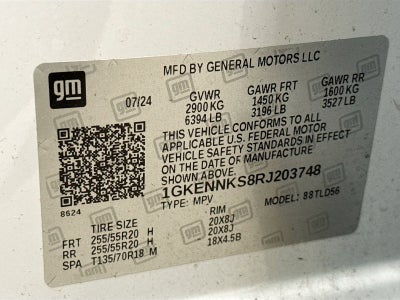 gm
MFD BY GENERAL MOTORS LLC
07/24 GVWR GAWR FRT GAWR RR
2900 KG 1450 KG 1600 KG
6394 LB 3196 LB 3527 LB
THIS VEHICLE CONFORMS TO ALL
APPLICABLE U.S. FEDERAL MOTOR
VEHICLE SAFETY STANDARDS IN
EFFECT ON THE DATE OF MANUFACTURE
SHOWN ABOVE.
1GKENNKS8RJ203748
8624
TYPE: MPV MODEL: 88TLD56
TIRE SIZE RIM
FRT 255/55R20 H 20X8J
RR 255/55R20 H 20X8J
SPA T135/70R18 M 18X4.5B